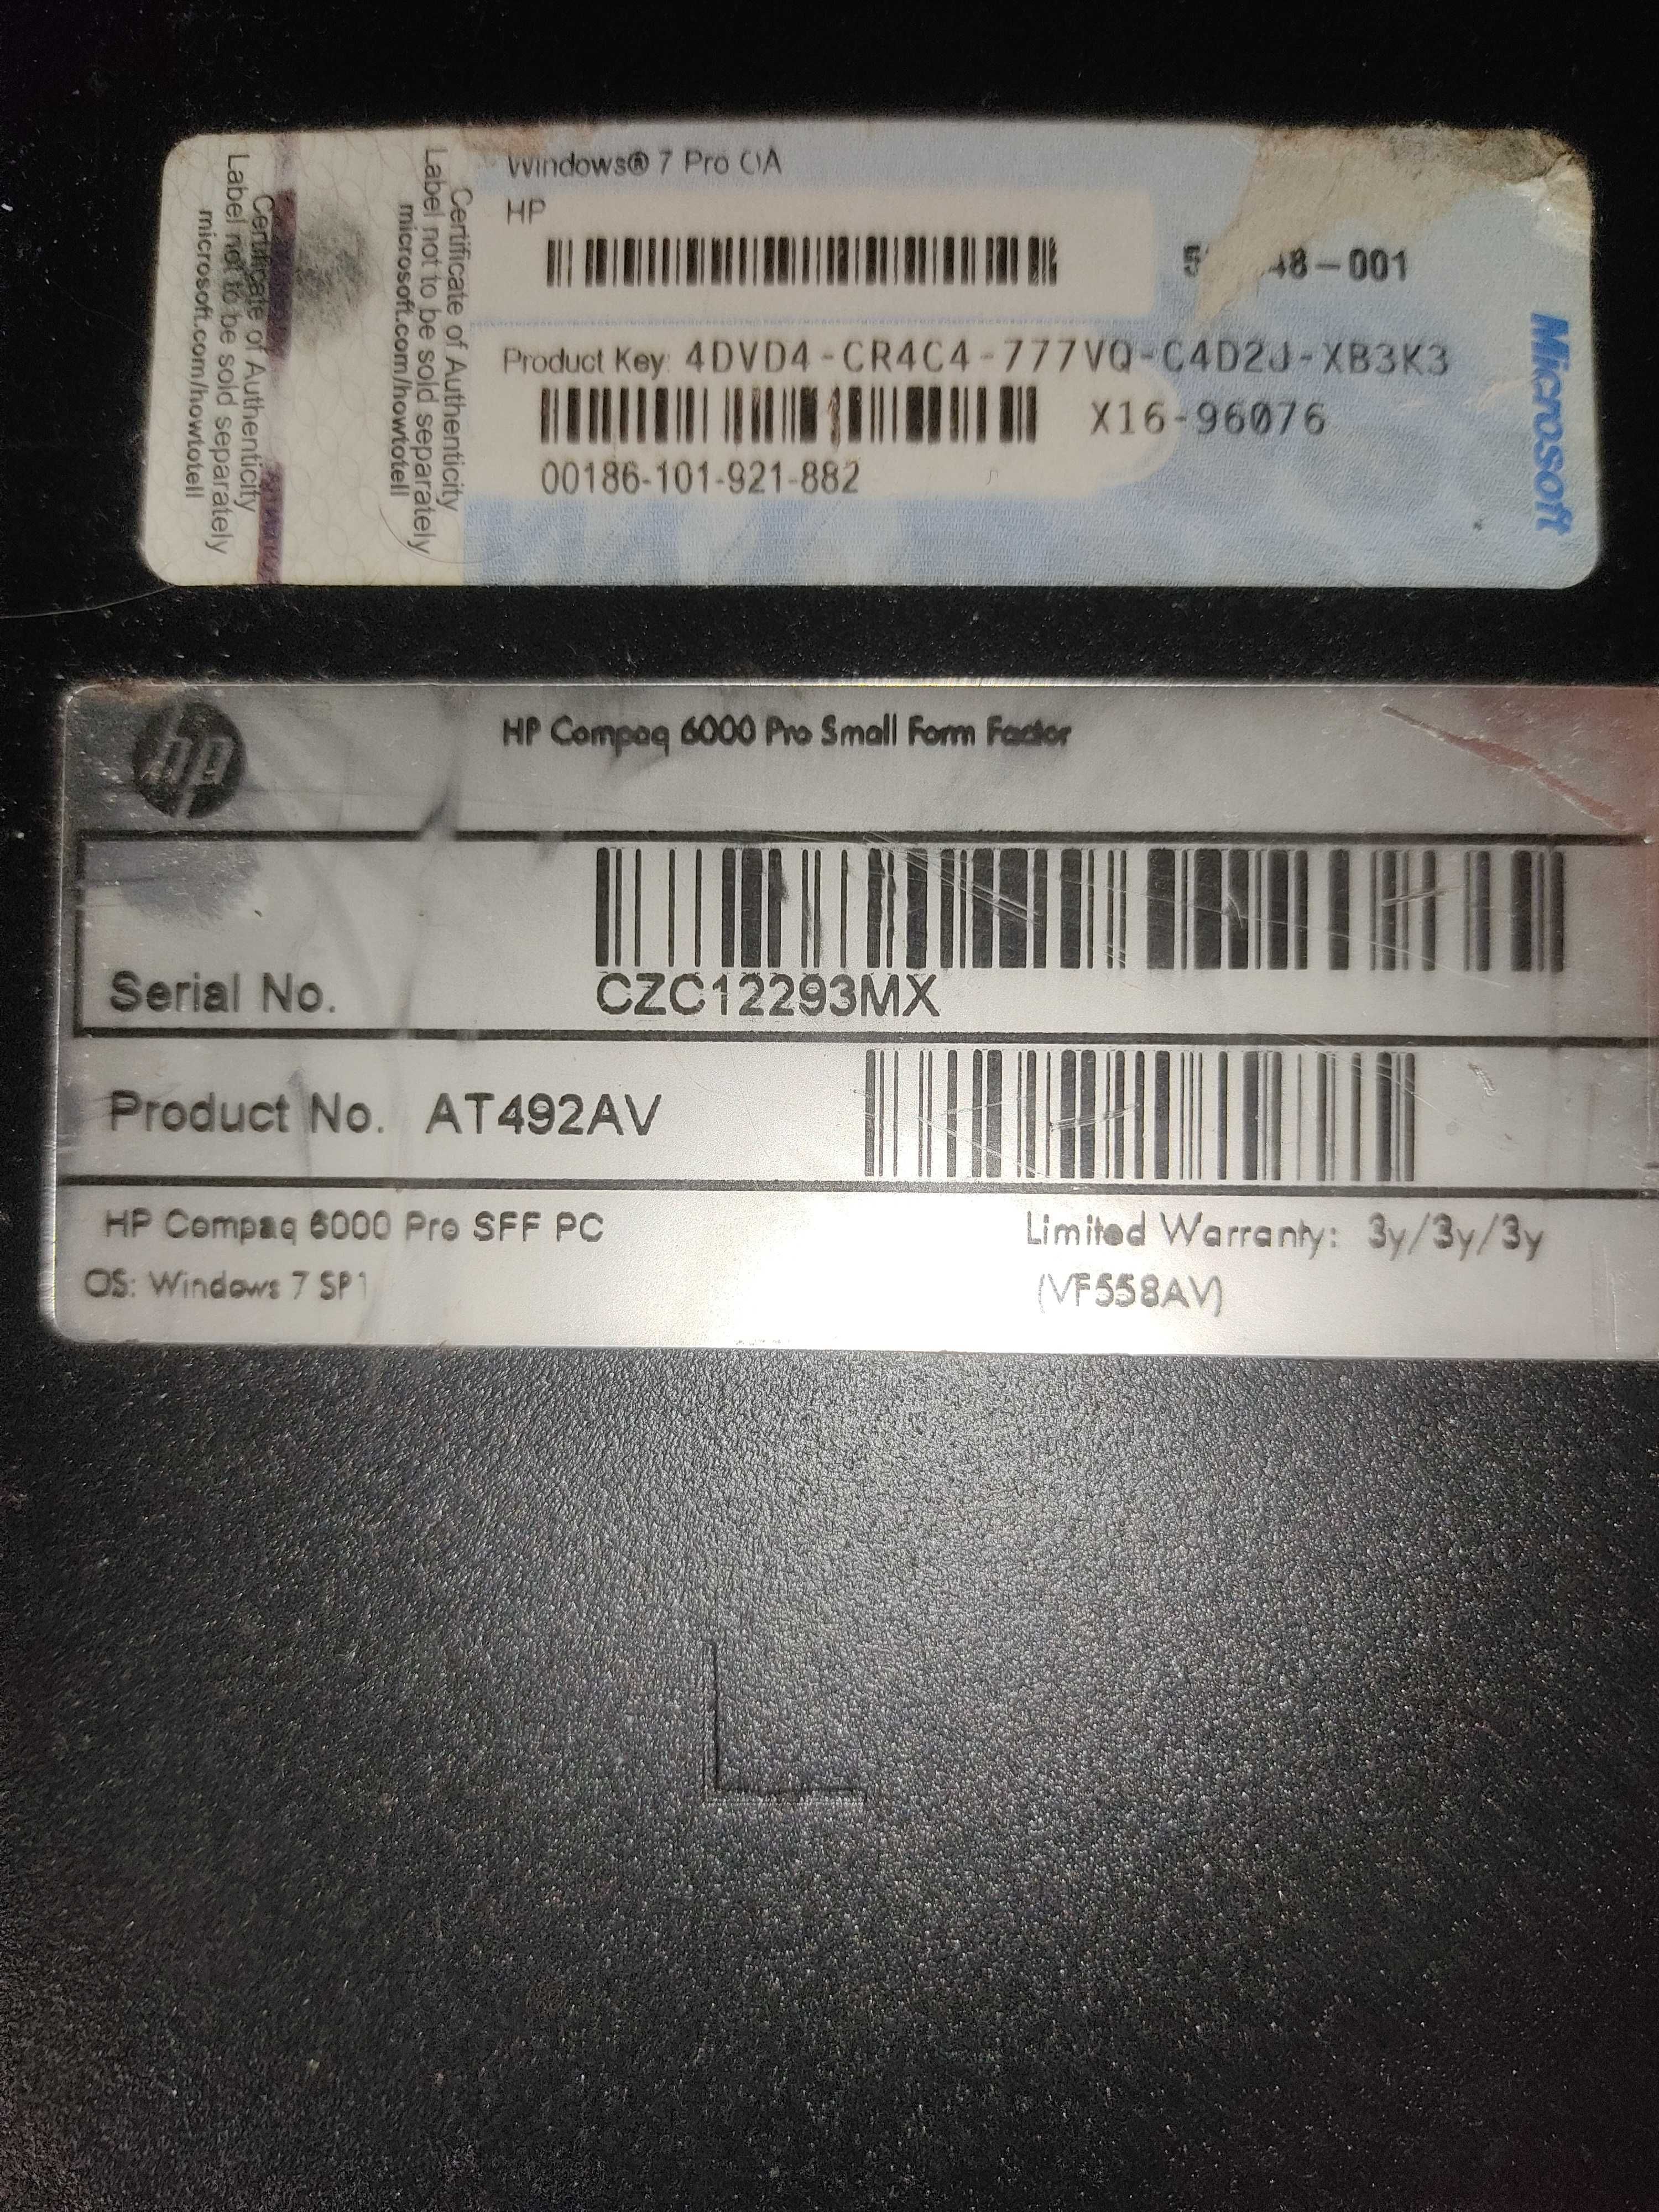 Windows® 7 Pro OA
HP
48-001
Product Key: 4DVD4-CR4C4-777VQ-C4D2J-XB3K3
X16-96076
00186-101-921-882
Microsoft
Certificate of Authenticity
Label not to be sold separately
microsoft.com/howtotell
Certificate of Authenticity
Label not to be sold separately
microsoft.com/howtotell
hp
HP Compaq 6000 Pro Small Form Factor
Serial No. CZC12293MX
Product No. AT492AV
HP Compaq 6000 Pro SFF PC Limited Warranty: 3y/3y/3y
OS: Windows 7 SP1 (VF558AV)